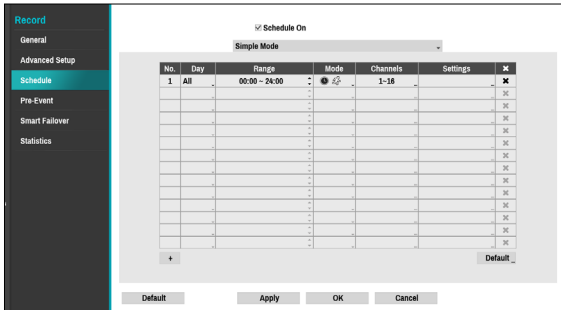 Record
General
Advanced Setup
Schedule
Pre-Event
Smart Failover
Statistics
Schedule On
Simple Mode
No. Day Range Mode Channels Settings
1 All 00:00 ~ 24:00 1~16
+ Default
Default Apply OK Cancel